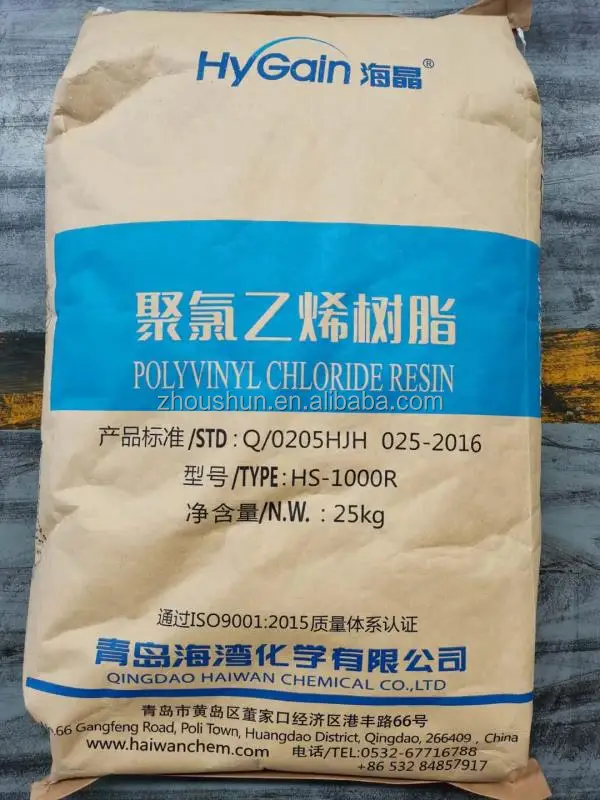 HyGain 海晶®
聚氯乙烯树脂
POLYVINYL CHLORIDE RESIN
zhoushun.en.alibaba.com
产品标准/STD : Q/0205HJH 025-2016
型号/TYPE: HS-1000R
净含量/N.W. : 25kg
通过ISO9001:2015质量体系认证
青岛海湾化学有限公司
QINGDAO HAIWAN CHEMICAL CO.,LTD
青岛市黄岛区董家口经济区港丰路66号
No.66 Gangfeng Road, Poli Town, Huangdao District, Qingdao, 266409 , China
www.haiwanchem.com 电话/TEL:0532-67716788
+86 532 84857917